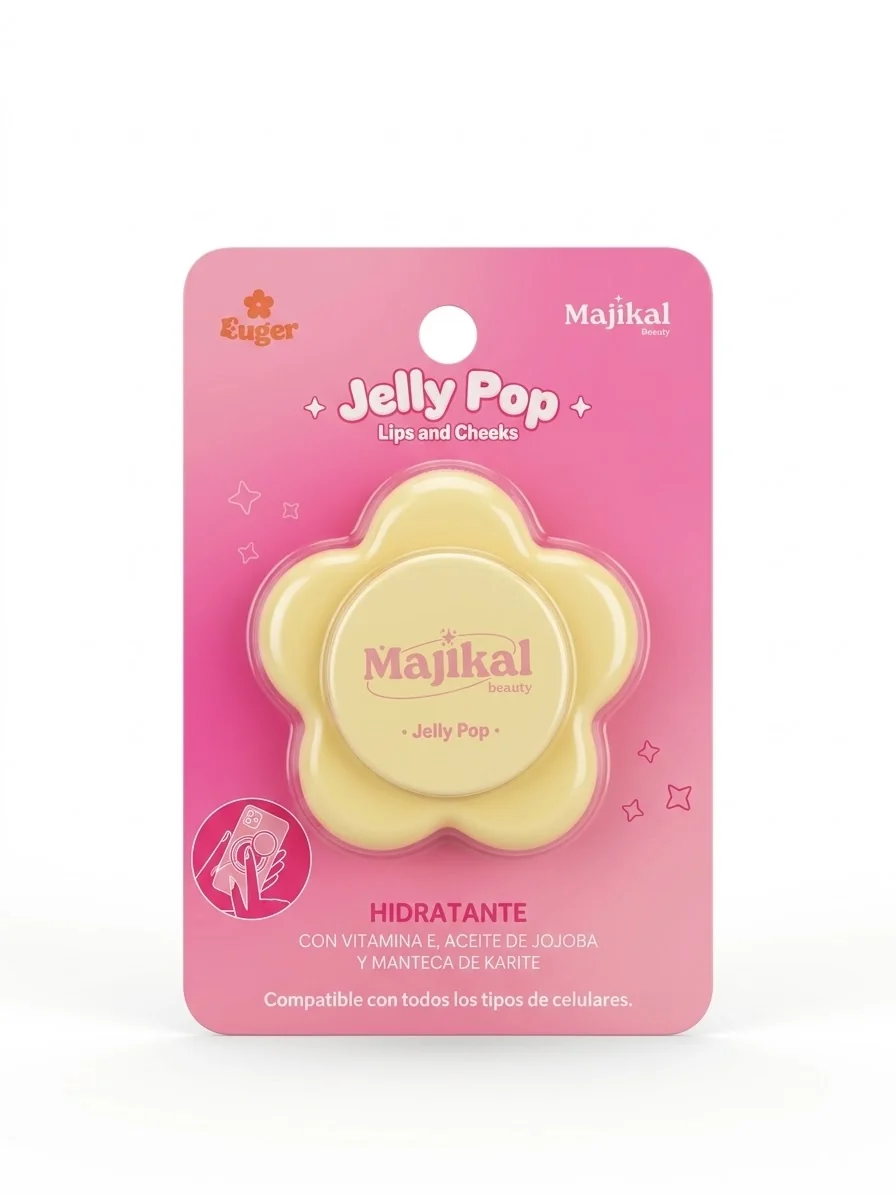 Euger
Majikal
Beauty
Jelly Pop
Lips and Cheeks
Majikal
beauty
• Jelly Pop •
HIDRATANTE
CON VITAMINA E, ACEITE DE JOJOBA
Y MANTECA DE KARITE
Compatible con todos los tipos de celulares.